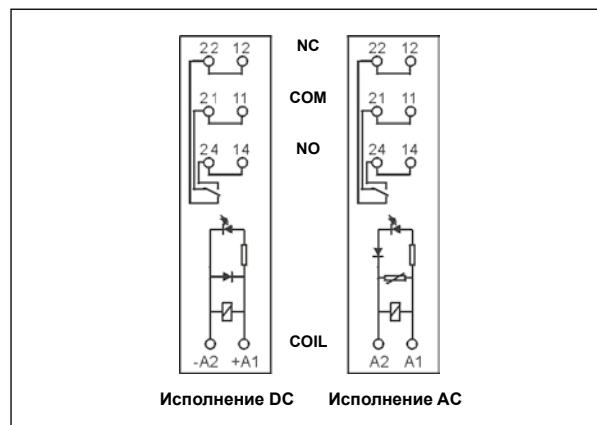 22 12 NC 22 12
21 11 COM 21 11
24 14 NO 24 14
COIL
-A2 +A1 A2 A1
Исполнение DC Исполнение AC